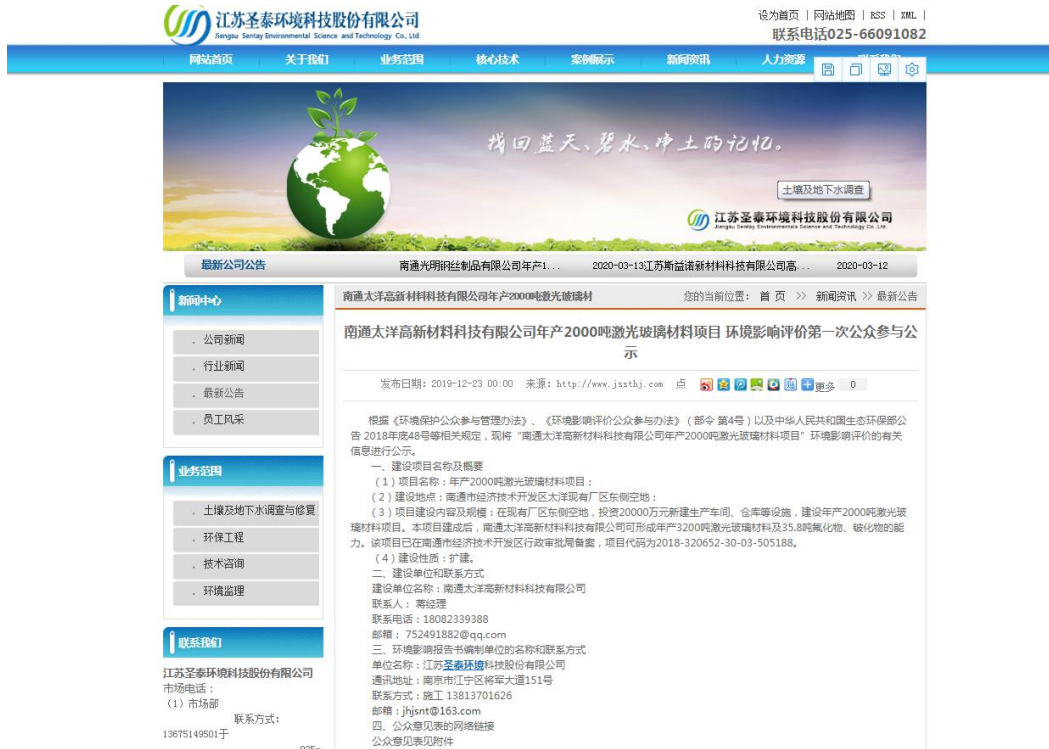 江苏圣泰环境科技股份有限公司
Jiangsu Sentay Environmental Science and Technology Co., Ltd
设为首页 | 网站地图 | RSS | XML |
联系电话025-66091082
网站首页 关于我们 业务范围 核心技术 案例展示 新闻资讯 人力资源
找回蓝天、碧水、净土的记忆。
土壤及地下水调查
江苏圣泰环境科技股份有限公司
最新公司公告 南通光明钢丝制品有限公司年产1... 2020-03-13江苏斯益诺新材料科技有限公司高... 2020-03-12
新闻中心
. 公司新闻
. 行业新闻
. 最新公告
. 员工风采
业务范围
. 土壤及地下水调查与修复
. 环保工程
. 技术咨询
. 环境监理
联系我们
江苏圣泰环境科技股份有限公司
市场电话：
（1）市场部
联系方式：
13675149501于
南通太洋高新材料科技有限公司年产2000吨激光玻璃材 您的当前位置： 首 页 >> 新闻资讯 >> 最新公告
南通太洋高新材料科技有限公司年产2000吨激光玻璃材料项目 环境影响评价第一次公众参与公
示
发布日期：2019-12-23 00:00 来源：http://www.jssthj.com 点 更多 0
根据《环境保护公众参与管理办法》、《环境影响评价公众参与办法》（部令 第4号）以及中华人民共和国生态环保部公
告 2018年底48号等相关规定，现将“南通太洋高新材料科技有限公司年产2000吨激光玻璃材料项目”环境影响评价的有关
信息进行公示。
一、建设项目名称及概要
（1）项目名称：年产2000吨激光玻璃材料项目；
（2）建设地点：南通市经济技术开发区太洋现有厂区东侧空地；
（3）项目建设内容及规模：在现有厂区东侧空地，投资20000万元新建生产车间、仓库等设施，建设年产2000吨激光玻
璃材料项目。本项目建成后，南通太洋高新材料科技有限公司可形成年产3200吨激光玻璃材料及35.8吨氟化物、铍化物的能
力。该项目已在南通市经济技术开发区行政审批局备案，项目代码为2018-320652-30-03-505188。
（4）建设性质：扩建。
二、建设单位和联系方式
建设单位名称：南通太洋高新材料科技有限公司
联系人： 蒋经理
联系电话：18082339388
邮箱： 752491882@qq.com
三、环境影响报告书编制单位的名称和联系方式
单位名称：江苏圣泰环境科技股份有限公司
通讯地址：南京市江宁区将军大道151号
联系方式：施工 13813701626
邮箱：jhjsnt@163.com
四、公众意见表的网络链接
公众意见表见附件